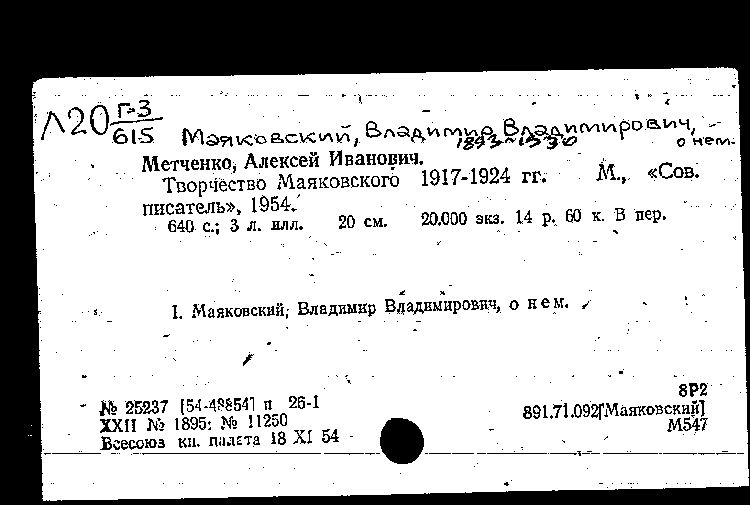 Л20 Г-3
615
Маяковский, Владимир Владимирович,
1893-1930 о нем.
Метченко, Алексей Иванович.
Творчество Маяковского 1917-1924 гг. М., «Сов.
писатель», 1954.
640 с.; 3 л. илл. 20 см. 20.000 экз. 14 р. 60 к. В пер.
I. Маяковский, Владимир Владимирович, о нем.
8Р2
№ 25237 [54-48854] п 26-1
891.71.092[Маяковский]
XXII № 1895: № 11250
М547
Всесоюз кн. палата 18 XI 54